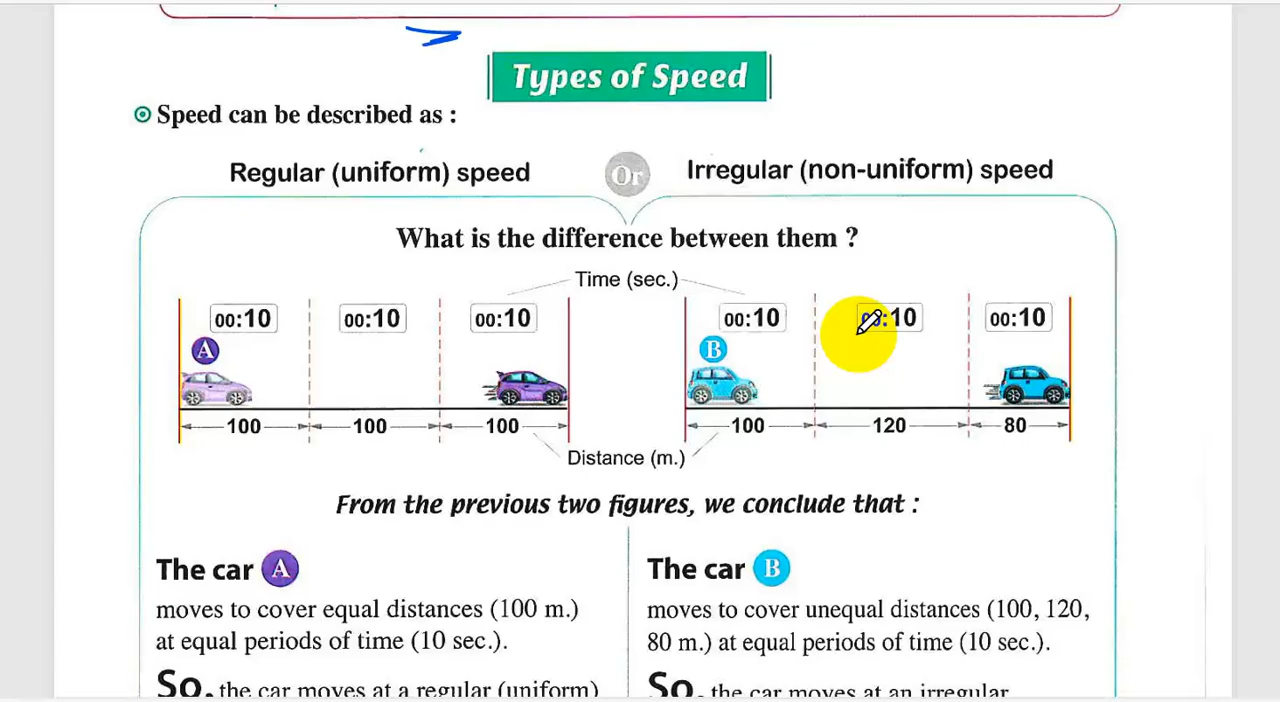 Types of Speed
Speed can be described as :
Regular (uniform) speed
Or
Irregular (non-uniform) speed
What is the difference between them ?
Time (sec.)
00:10 00:10 00:10
00:10 :10 00:10
A
B
100 100 100
100 120 80
Distance (m.)
From the previous two figures, we conclude that :
The car A
moves to cover equal distances (100 m.)
at equal periods of time (10 sec.).
So, the car moves at a regular (uniform)
The car B
moves to cover unequal distances (100, 120,
80 m.) at equal periods of time (10 sec.).
So, the car moves at an irregular